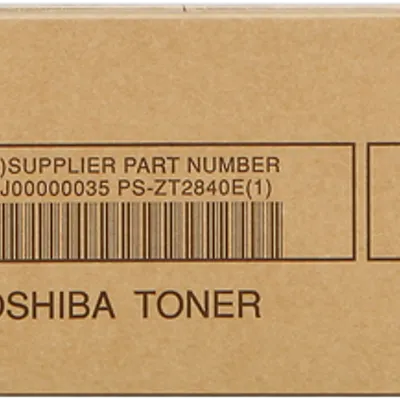 )SUPPLIER PART NUMBER
J00000035 PS-ZT2840E(1)
OSHIBA TONER